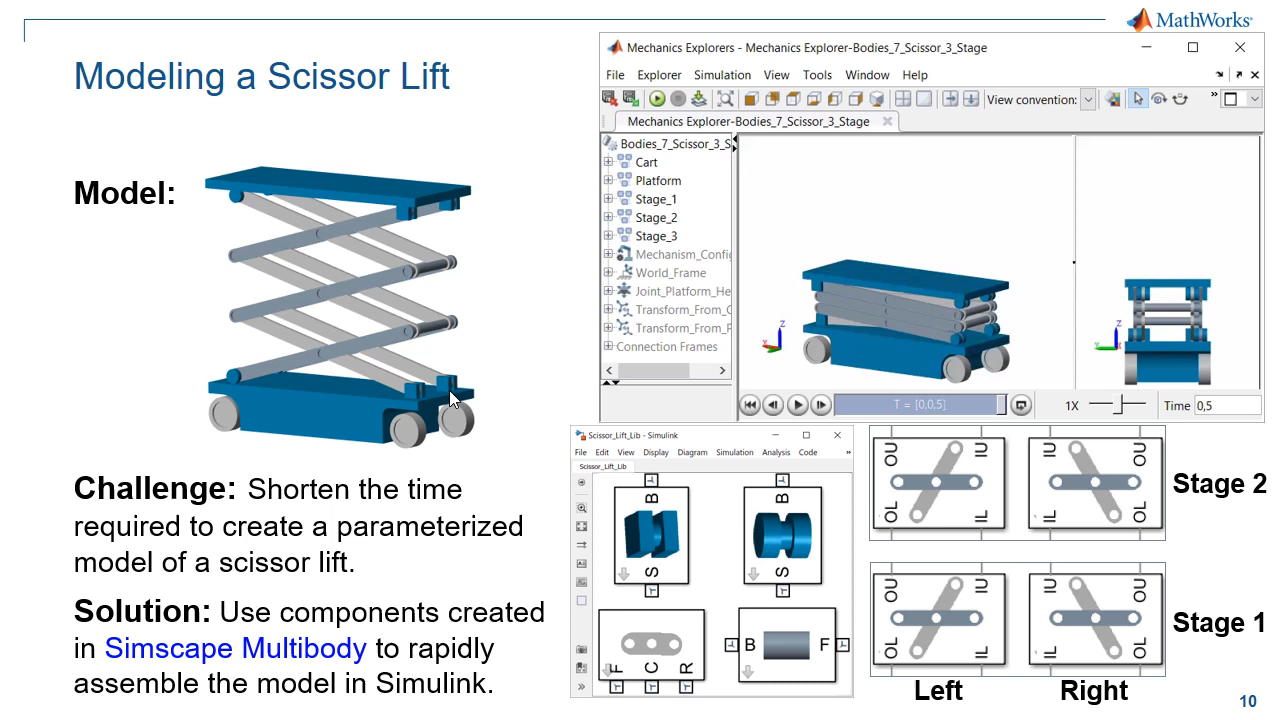 MathWorks®
Modeling a Scissor Lift
Model:
Challenge: Shorten the time
required to create a parameterized
model of a scissor lift.
Solution: Use components created
in Simscape Multibody to rapidly
assemble the model in Simulink.
Mechanics Explorers - Mechanics Explorer-Bodies_7_Scissor_3_Stage
File Explorer Simulation View Tools Window Help
View convention:
Mechanics Explorer-Bodies_7_Scissor_3_Stage
Bodies_7_Scissor_3_S
Cart
Platform
Stage_1
Stage_2
Stage_3
Mechanism_Config
World_Frame
Joint_Platform_He
Transform_From_C
Transform_From_P
Connection Frames
Z
X
Z
Y
T = [0,0,5]
1X
Time 0,5
Scissor_Lift_Lib - Simulink
File Edit View Display Diagram Simulation Analysis Code
Scissor_Lift_Lib
B
S
B
S
F C R
B F
OU IU
OL IL
IU OU
IL OL
Stage 2
OU IU
OL IL
IU OU
IL OL
Stage 1
Left Right
10